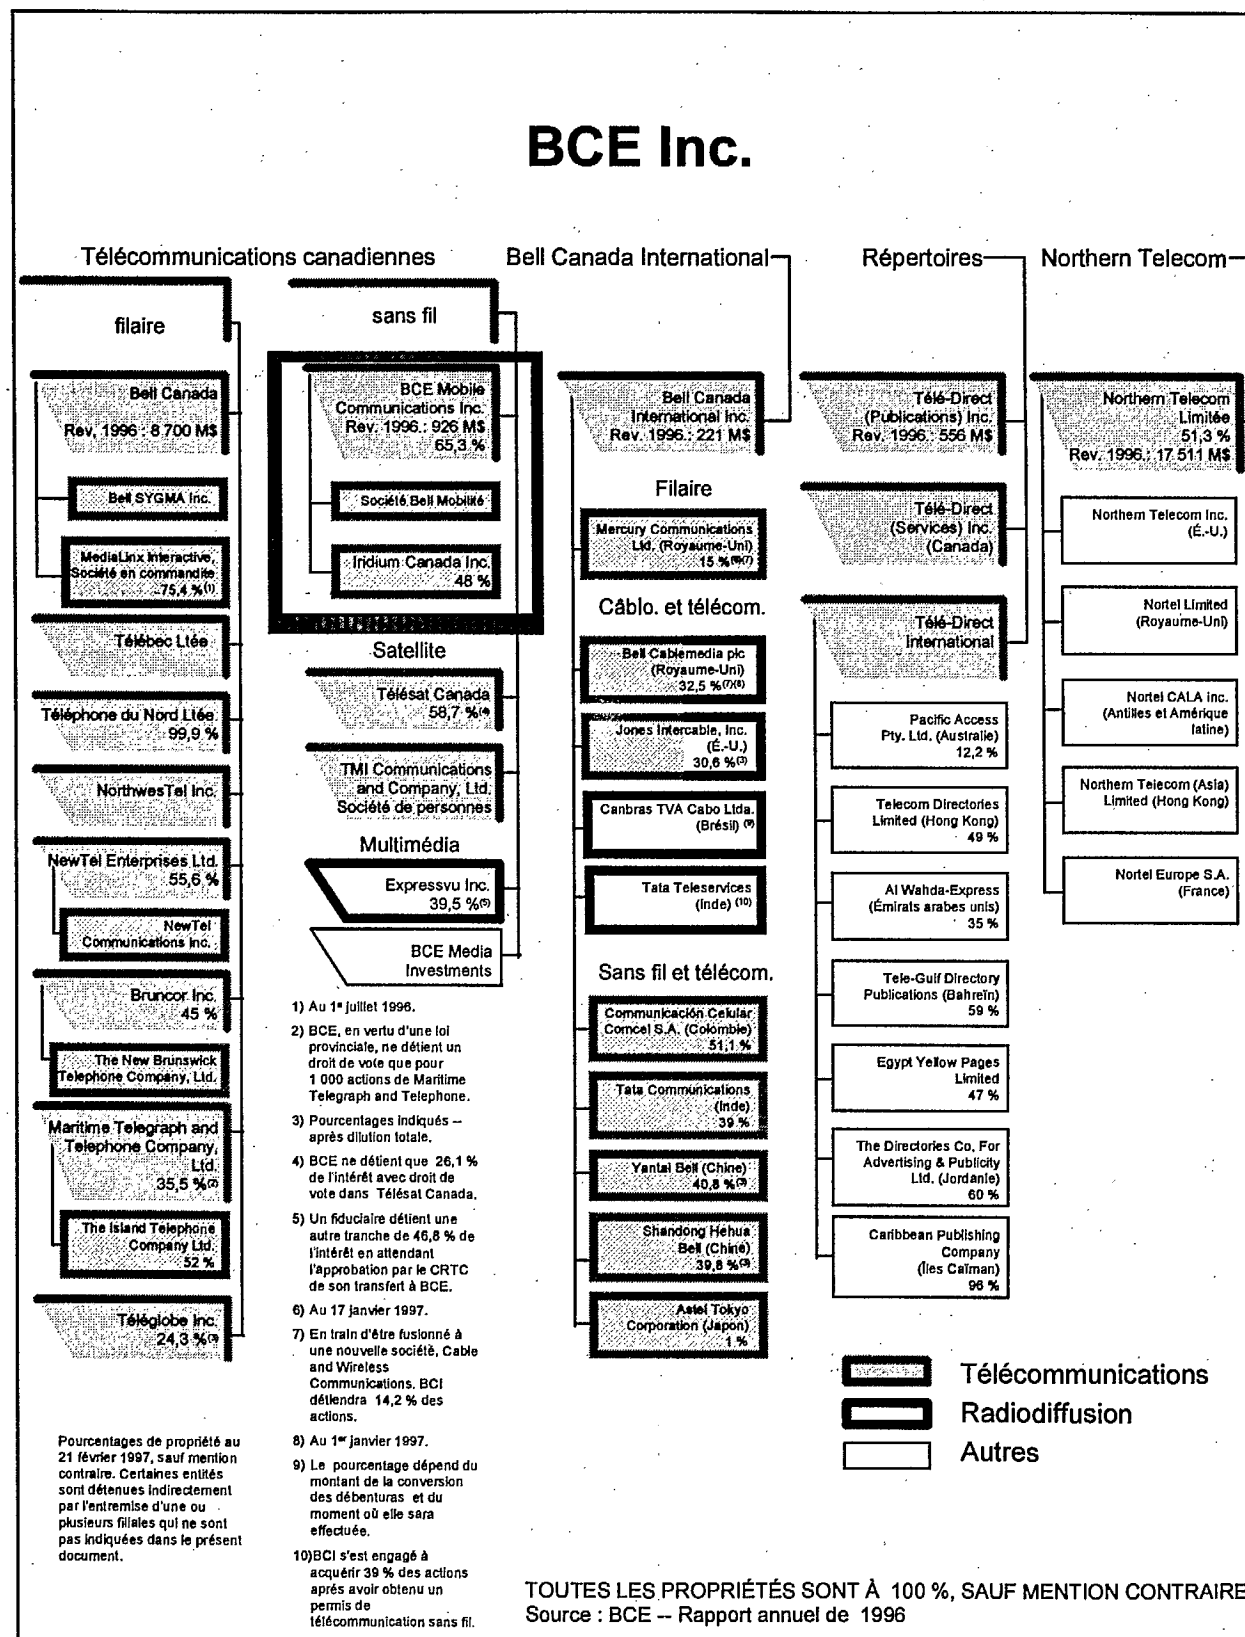 BCE Inc.
Télécommunications canadiennes
filaire
Bell Canada
Rev. 1996 : 8 700 M$
Bell SYGMA Inc.
MediaLinx Interactive,
Société en commandite
75,4 %(1)
Télébec Ltée
Téléphone du Nord Ltée
99,9 %
NorthwesTel Inc.
NewTel Enterprises Ltd.
55,6 %
NewTel
Communications Inc.
Bruncor Inc.
45 %
The New Brunswick
Telephone Company, Ltd.
Maritime Telegraph and
Telephone Company,
Ltd.
35,5 %(2)
The Island Telephone
Company Ltd.
52 %
Téléglobe Inc.
24,3 %
Pourcentages de propriété au
21 février 1997, sauf mention
contraire. Certaines entités
sont détenues indirectement
par l'entremise d'une ou
plusieurs filiales qui ne sont
pas indiquées dans le présent
document.
sans fil
BCE Mobile
Communications Inc.
Rev. 1996.: 926 M$
65,3 %
Société Bell Mobilité
Iridium Canada Inc.
48 %
Satellite
Télésat Canada
58,7 %(4)
TMI Communications
and Company, Ltd.
Société de personnes
Multimédia
Expressvu Inc.
39,5 %(5)
BCE Media
Investments
1) Au 1er juillet 1996.
2) BCE, en vertu d'une loi
provinciale, ne détient un
droit de vote que pour
1 000 actions de Maritime
Telegraph and Telephone.
3) Pourcentages indiqués --
après dilution totale.
4) BCE ne détient que 26,1 %
de l'intérêt avec droit de
vote dans Télésat Canada.
5) Un fiduciaire détient une
autre tranche de 46,8 % de
l'intérêt en attendant
l'approbation par le CRTC
de son transfert à BCE.
6) Au 17 janvier 1997.
7) En train d'être fusionné à
une nouvelle société, Cable
and Wireless
Communications. BCI
détiendra 14,2 % des
actions.
8) Au 1er janvier 1997.
9) Le pourcentage dépend du
montant de la conversion
des débenturas et du
moment où elle sara
effectuée.
10)BCI s'est engagé à
acquérir 39 % des actions
aprés avoir obtenu un
permis de
télécommunication sans fil.
Bell Canada International
Bell Canada
International Inc.
Rev. 1996.: 221 M$
Filaire
Mercury Communications
Ltd. (Royaume-Uni)
15 %(6)(7)
Câblo. et télécom.
Bell Cablemedia plc
(Royaume-Uni)
32,5 %(7)(8)
Jones Intercable, Inc.
(É.-U.)
30,6 %(3)
Canbras TVA Cabo Ltda.
(Brésil) (9)
Tata Teleservices
(Inde) (10)
Sans fil et télécom.
Communicación Celular
Comcel S.A. (Colombie)
51,1 %
Tata Communications
(Inde)
39 %
Yantai Bell (Chine)
40,8 %(3)
Shandong Hehua
Bell (Chine)
39,8 %(3)
Astel Tokyo
Corporation (Japon)
1 %
Répertoires
Télé-Direct
(Publications) Inc.
Rev. 1996.: 556 M$
Télé-Direct
(Services) Inc.
(Canada)
Télé-Direct
International
Pacific Access
Pty. Ltd. (Australie)
12,2 %
Telecom Directories
Limited (Hong Kong)
49 %
Al Wahda-Express
(Émirats arabes unis)
35 %
Tele-Gulf Directory
Publications (Bahreïn)
59 %
Egypt Yellow Pages
Limited
47 %
The Directories Co. For
Advertising & Publicity
Ltd. (Jordanie)
60 %
Caribbean Publishing
Company
(Îles Caïman)
96 %
Northern Telecom
Northern Telecom
Limitée
51,3 %
Rev. 1996.: 17 511 M$
Northern Telecom Inc.
(É.-U.)
Nortel Limited
(Royaume-Uni)
Nortel CALA inc.
(Antilles et Amérique
latine)
Northern Telecom (Asia)
Limited (Hong Kong)
Nortel Europe S.A.
(France)
Télécommunications
Radiodiffusion
Autres
TOUTES LES PROPRIÉTÉS SONT À 100 %, SAUF MENTION CONTRAIRE
Source : BCE -- Rapport annuel de 1996